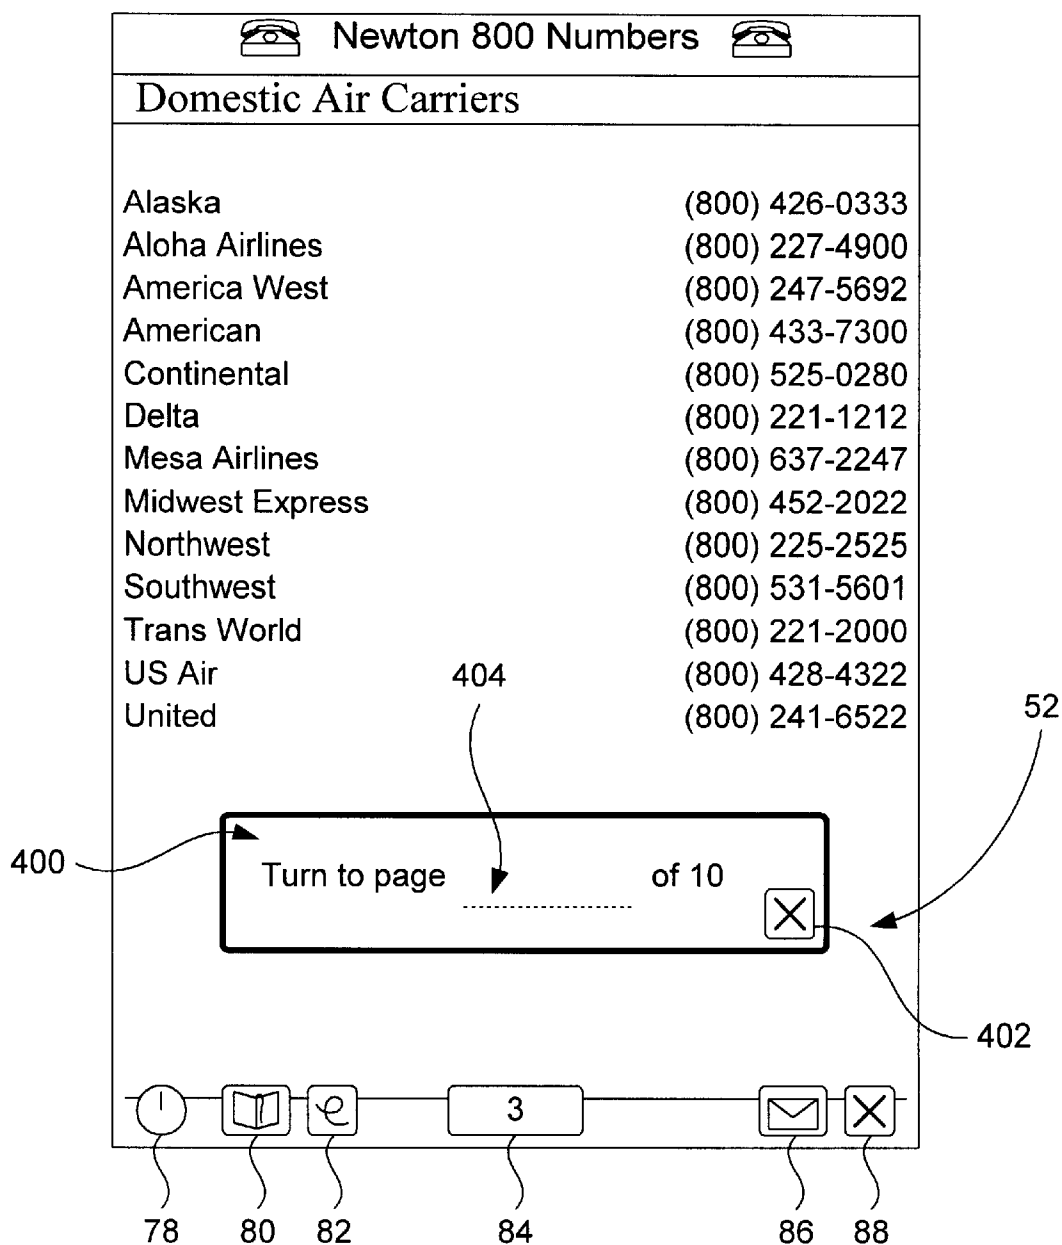 Newton 800 Numbers
Domestic Air Carriers
Alaska (800) 426-0333
Aloha Airlines (800) 227-4900
America West (800) 247-5692
American (800) 433-7300
Continental (800) 525-0280
Delta (800) 221-1212
Mesa Airlines (800) 637-2247
Midwest Express (800) 452-2022
Northwest (800) 225-2525
Southwest (800) 531-5601
Trans World (800) 221-2000
US Air (800) 428-4322
404
United (800) 241-6522
52
400
Turn to page of 10
402
3
78 80 82 84 86 88